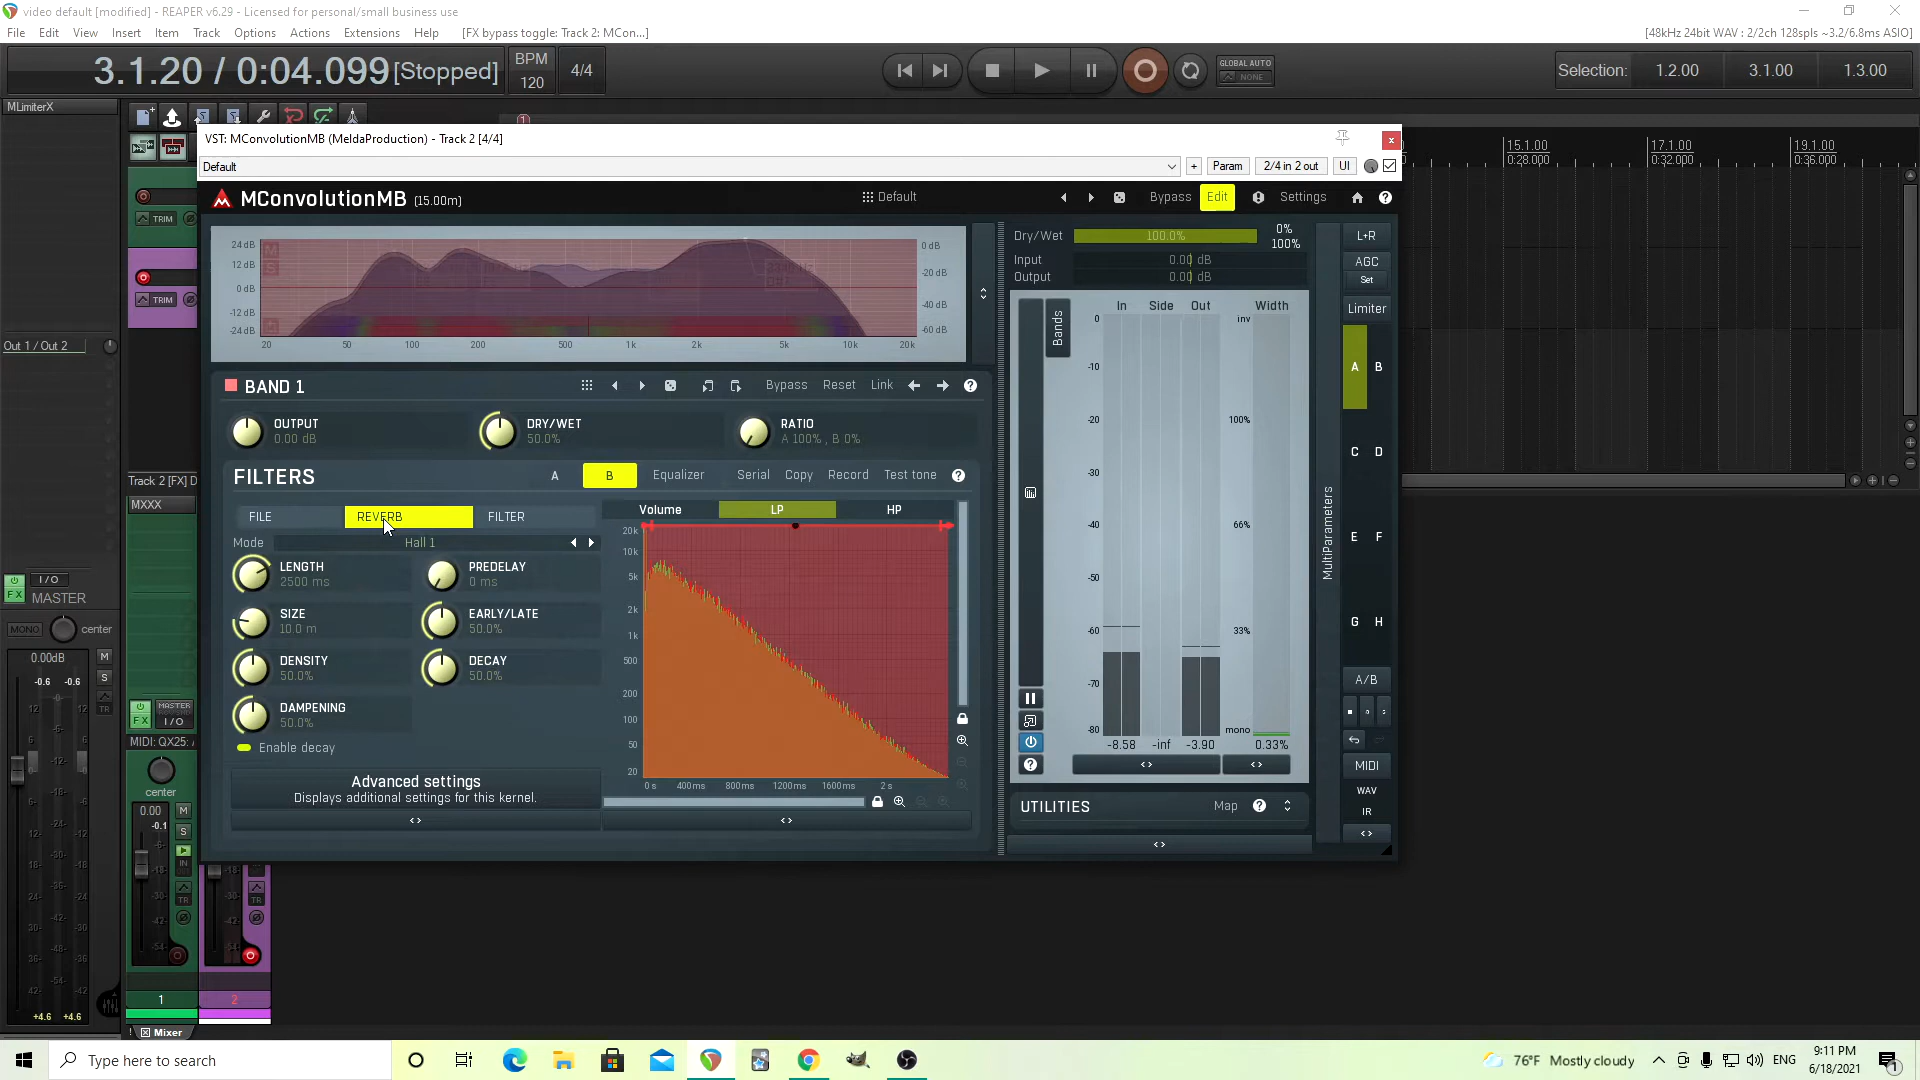 video default [modified] - REAPER v6.29 - Licensed for personal/small business use
File Edit View Insert Item Track Options Actions Extensions Help [FX bypass toggle: Track 2: MCon...]
[48kHz 24bit WAV : 2/2ch 128spls ~3.2/6.8ms ASIO]
3.1.20 / 0:04.099 [Stopped]
BPM
120
4/4
GLOBAL AUTO
NONE
Selection: 1.2.00 3.1.00 1.3.00
MLimiterX
1
15.1.00 17.1.00 19.1.00
0:28.000 0:32.000 0:36.000
TRIM
TRIM
VST: MConvolutionMB (MeldaProduction) - Track 2 [4/4]
Default
+ Param 2/4 in 2 out UI
MConvolutionMB (15.00m)
Default
Bypass Edit Settings
24 dB
12 dB
0 dB
-12 dB
-24 dB
0 dB
-20 dB
-40 dB
-60 dB
20 50 100 200 500 1k 2k 5k 10k 20k
Dry/Wet 100.0% 0% 100%
Input 0.00 dB
Output 0.00 dB
L+R
AGC
Set
Limiter
BAND 1
Bypass Reset Link
OUTPUT
0.00 dB
DRY/WET
50.0%
RATIO
A 100% , B 0%
FILTERS
A B Equalizer Serial Copy Record Test tone
FILE REVERB FILTER
Mode Hall 1
LENGTH
2500 ms
PREDELAY
0 ms
SIZE
10.0 m
EARLY/LATE
50.0%
DENSITY
50.0%
DECAY
50.0%
DAMPENING
50.0%
Enable decay
Advanced settings
Displays additional settings for this kernel.
Volume LP HP
20k
10k
5k
2k
1k
500
200
100
50
20
0 s 400ms 800ms 1200ms 1600ms 2 s
Bands
In Side Out Width
0
-10
-20
-30
-40
-50
-60
-70
-80
inv
100%
66%
33%
mono
-8.58 -inf -3.90 0.33%
UTILITIES
Map
MultiParameters
A B
C D
E F
G H
A/B
MIDI
WAV
IR
Out 1 / Out 2
Track 2 [FX] D
MXXX
I/O
FX
MASTER
MONO center
0.00dB
-0.6 -0.6
M
S
TR
+4.6 +4.6
FX
MASTER
I/O
MIDI: QX25:
center
0.00
-0.1
M
S
IN
TR
TR
1 2
Mixer
Type here to search
76°F Mostly cloudy
ENG
9:11 PM
6/18/2021
1